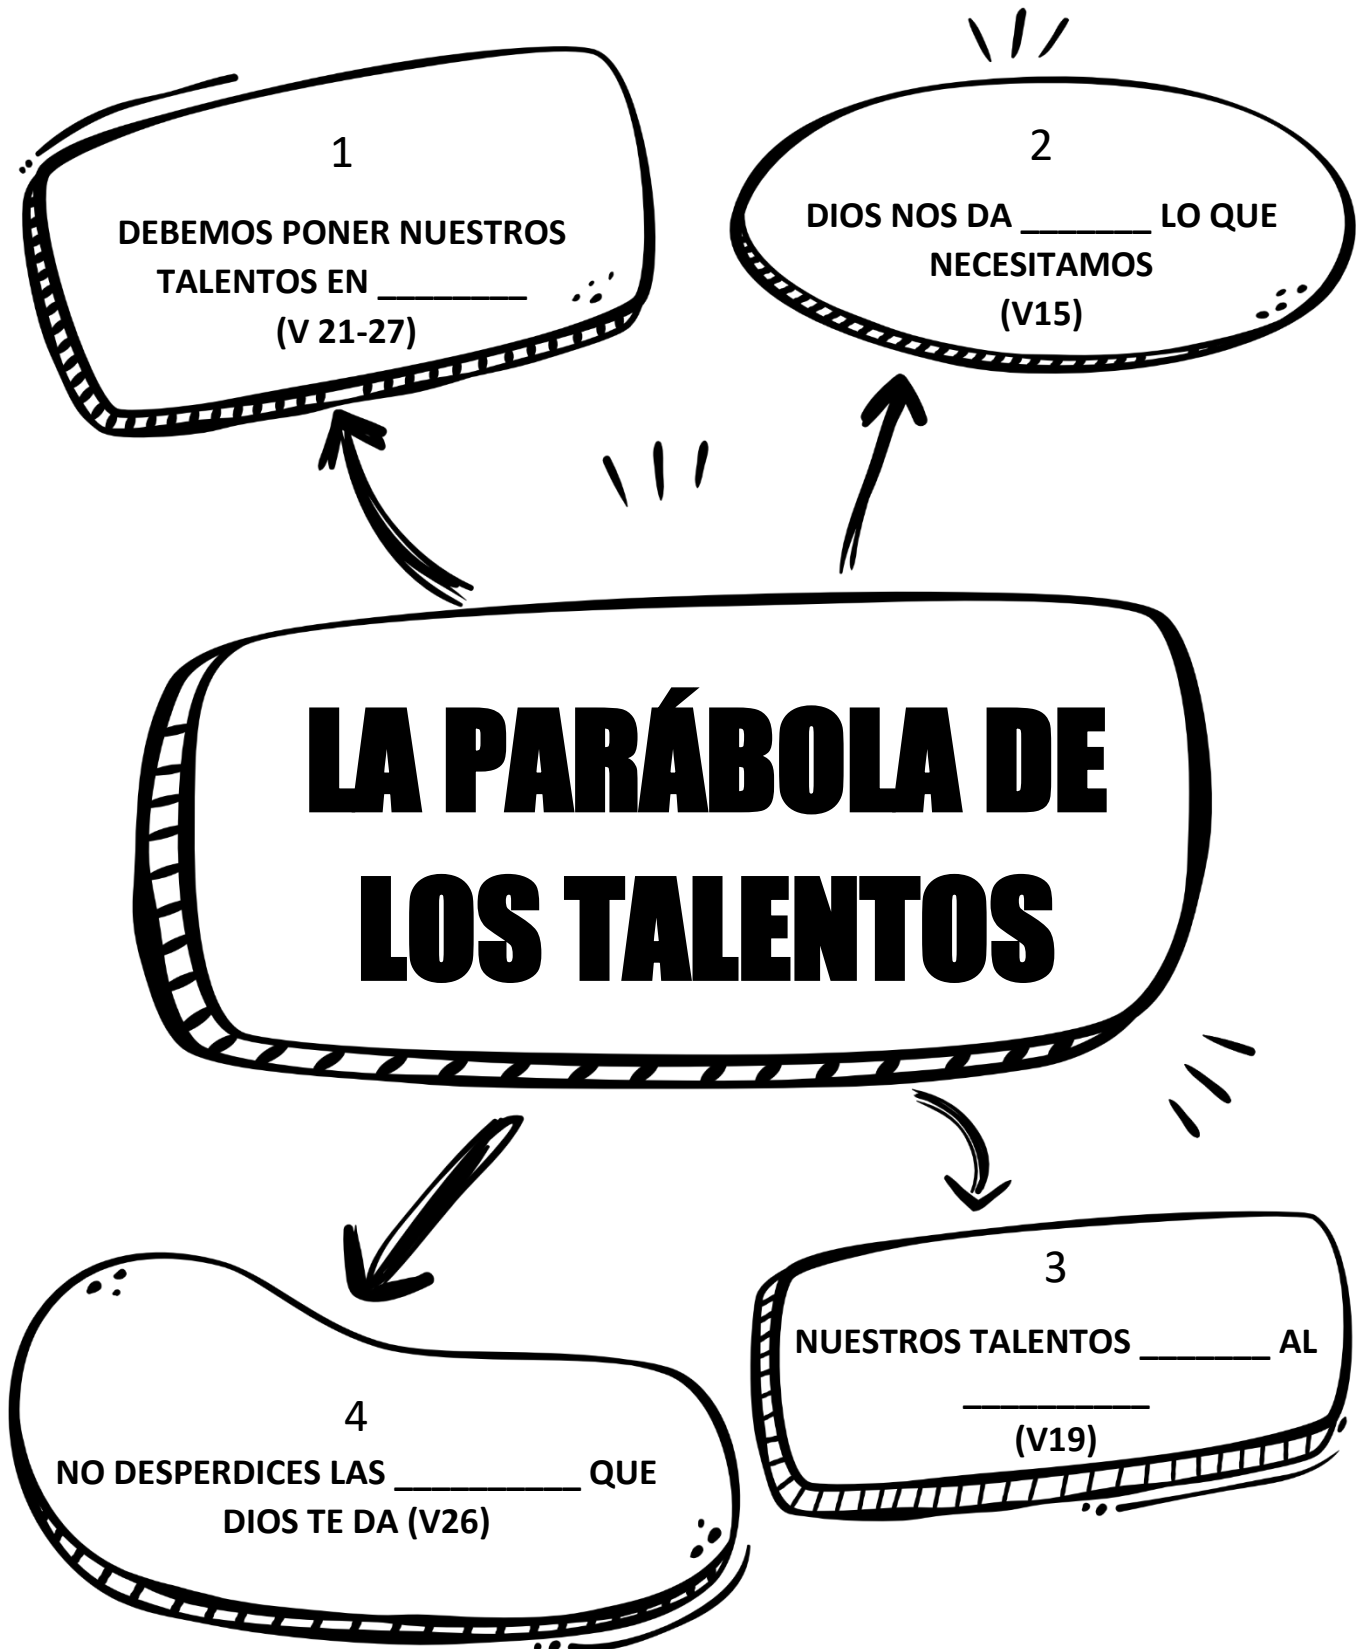 1
DEBEMOS PONER NUESTROS
TALENTOS EN ________
(V 21-27)
2
DIOS NOS DA _______ LO QUE
NECESITAMOS
(V15)
LA PARÁBOLA DE
LOS TALENTOS
3
NUESTROS TALENTOS _______ AL
__________
(V19)
4
NO DESPERDICES LAS __________ QUE
DIOS TE DA (V26)